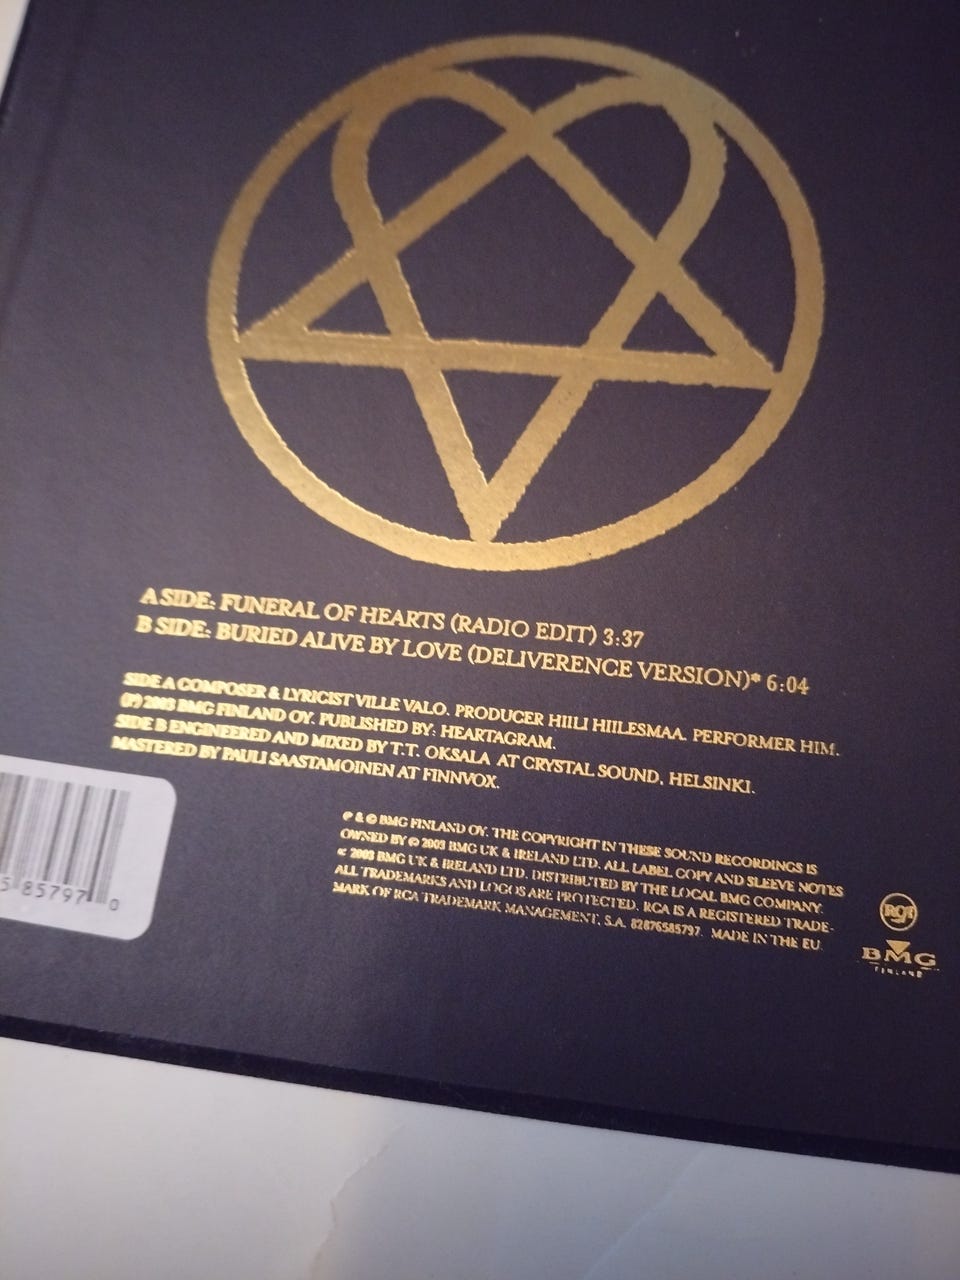 A SIDE: FUNERAL OF HEARTS (RADIO EDIT) 3:37
B SIDE: BURIED ALIVE BY LOVE (DELIVERENCE VERSION)* 6:04
SIDE A COMPOSER & LYRICIST VILLE VALO. PRODUCER HIILI HIILESMAA. PERFORMER HIM.
(P) 2003 BMG FINLAND OY. PUBLISHED BY: HEARTAGRAM.
SIDE B ENGINEERED AND MIXED BY T.T. OKSALA AT CRYSTAL SOUND, HELSINKI.
MASTERED BY PAULI SAASTAMOINEN AT FINNVOX.
℗ & © BMG FINLAND OY. THE COPYRIGHT IN THESE SOUND RECORDINGS IS
OWNED BY ℗ 2003 BMG UK & IRELAND LTD. ALL LABEL COPY AND SLEEVE NOTES
© 2003 BMG UK & IRELAND LTD. DISTRIBUTED BY THE LOCAL BMG COMPANY.
ALL TRADEMARKS AND LOGOS ARE PROTECTED. RCA IS A REGISTERED TRADE-
MARK OF RCA TRADEMARK MANAGEMENT, S.A. 82876585797. MADE IN THE EU.
5 85797 0
RCA
BMG
FINLAND